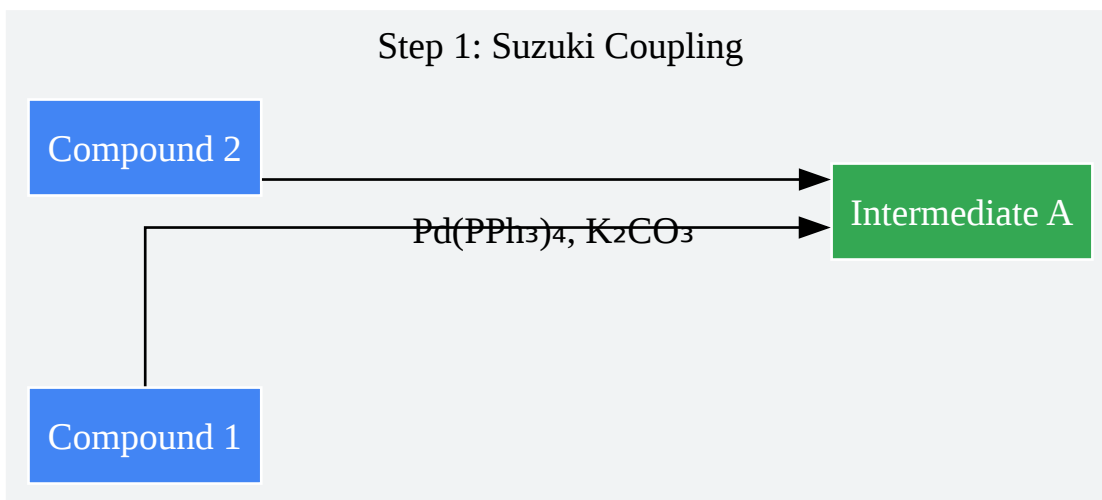 Step 1: Suzuki Coupling
Compound 2
Intermediate A
Pd(PPh₃)₄, K₂CO₃
Compound 1